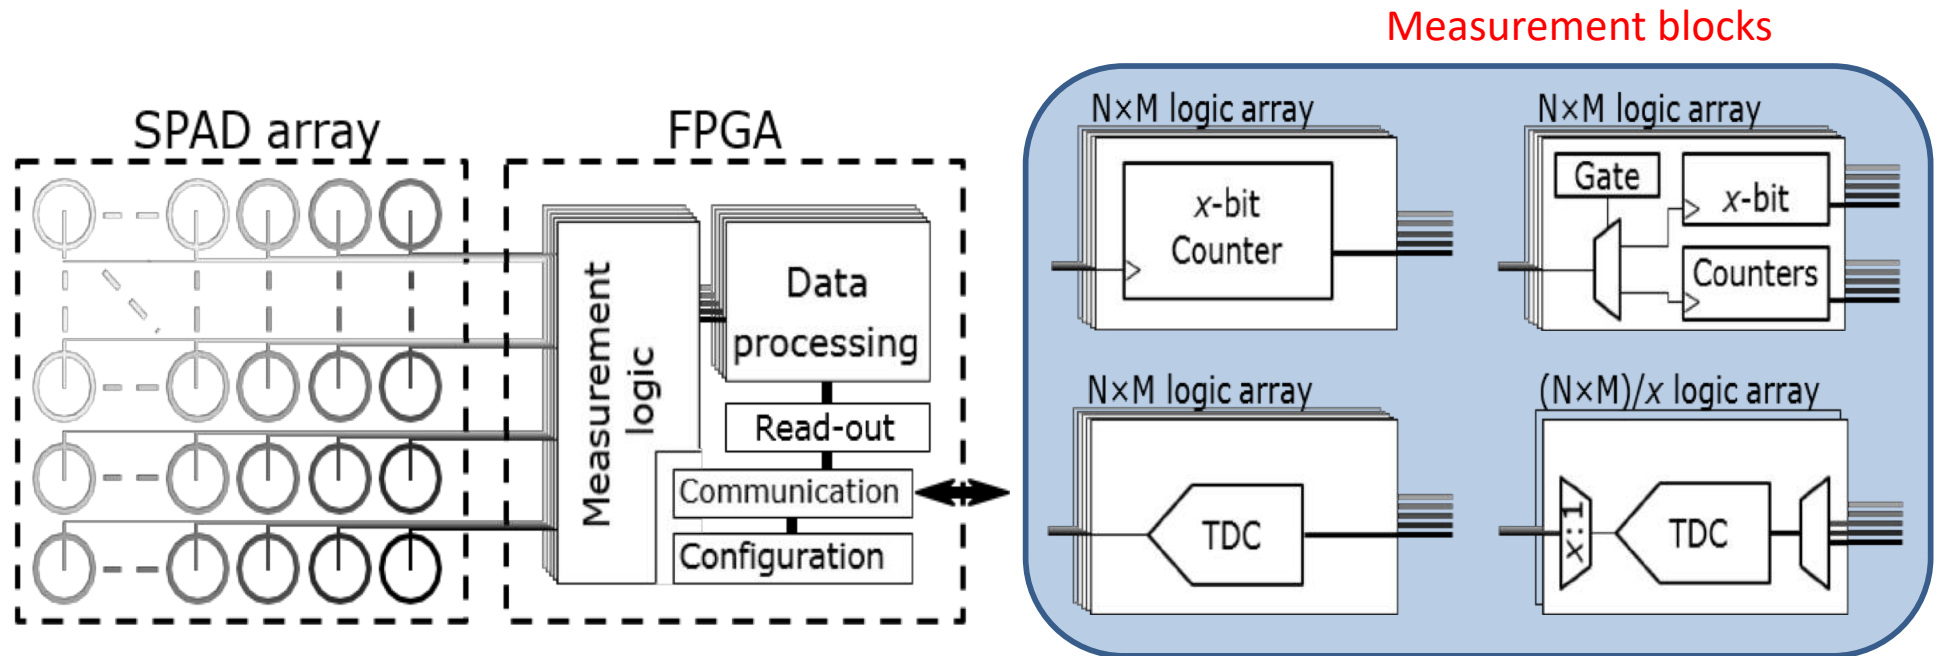 Measurement blocks
SPAD array
FPGA
Measurement
logic
Data
processing
Read-out
Communication
Configuration
N×M logic array
x-bit
Counter
N×M logic array
Gate
x-bit
Counters
N×M logic array
TDC
(N×M)/x logic array
x:1
TDC